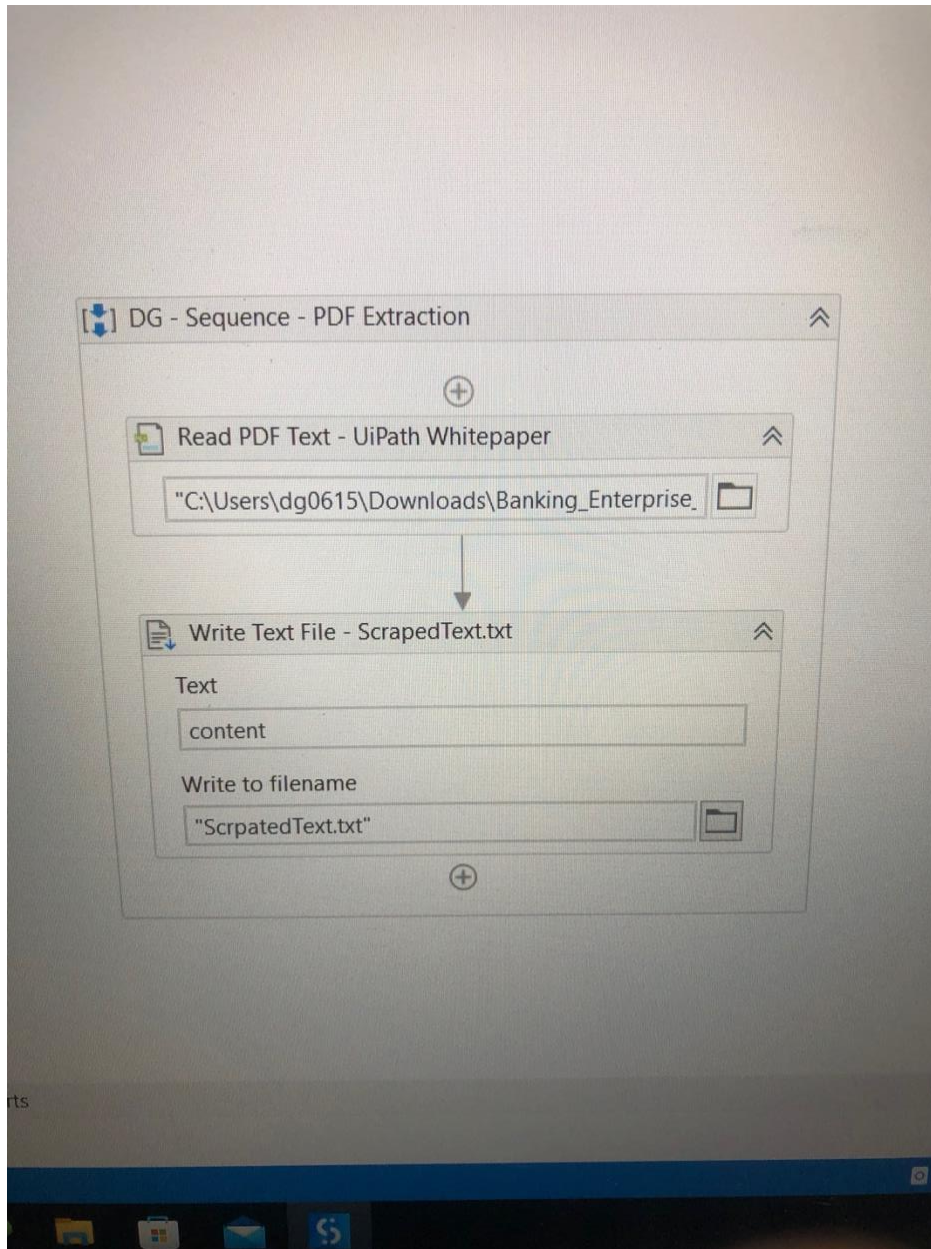 DG - Sequence - PDF Extraction
Read PDF Text - UiPath Whitepaper
"C:\Users\dg0615\Downloads\Banking_Enterprise_
Write Text File - ScrapedText.txt
Text
content
Write to filename
"ScrpatedText.txt"
rts